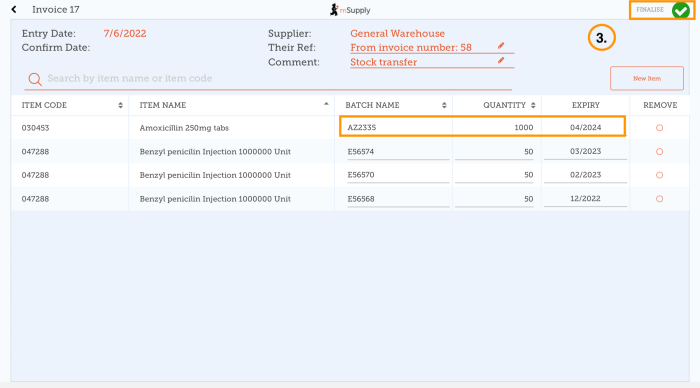 Invoice 17
mSupply
FINALISE
Entry Date: 7/6/2022
Supplier: General Warehouse
3.
Confirm Date:
Their Ref: From invoice number: 58
Comment: Stock transfer
Search by item name or item code
New Item
ITEM CODE ITEM NAME BATCH NAME QUANTITY EXPIRY REMOVE
030453 Amoxicillin 250mg tabs AZ2335 1000 04/2024
047288 Benzyl penicilin Injection 1000000 Unit E56574 50 03/2023
047288 Benzyl penicilin Injection 1000000 Unit E56570 50 02/2023
047288 Benzyl penicilin Injection 1000000 Unit E56568 50 12/2022